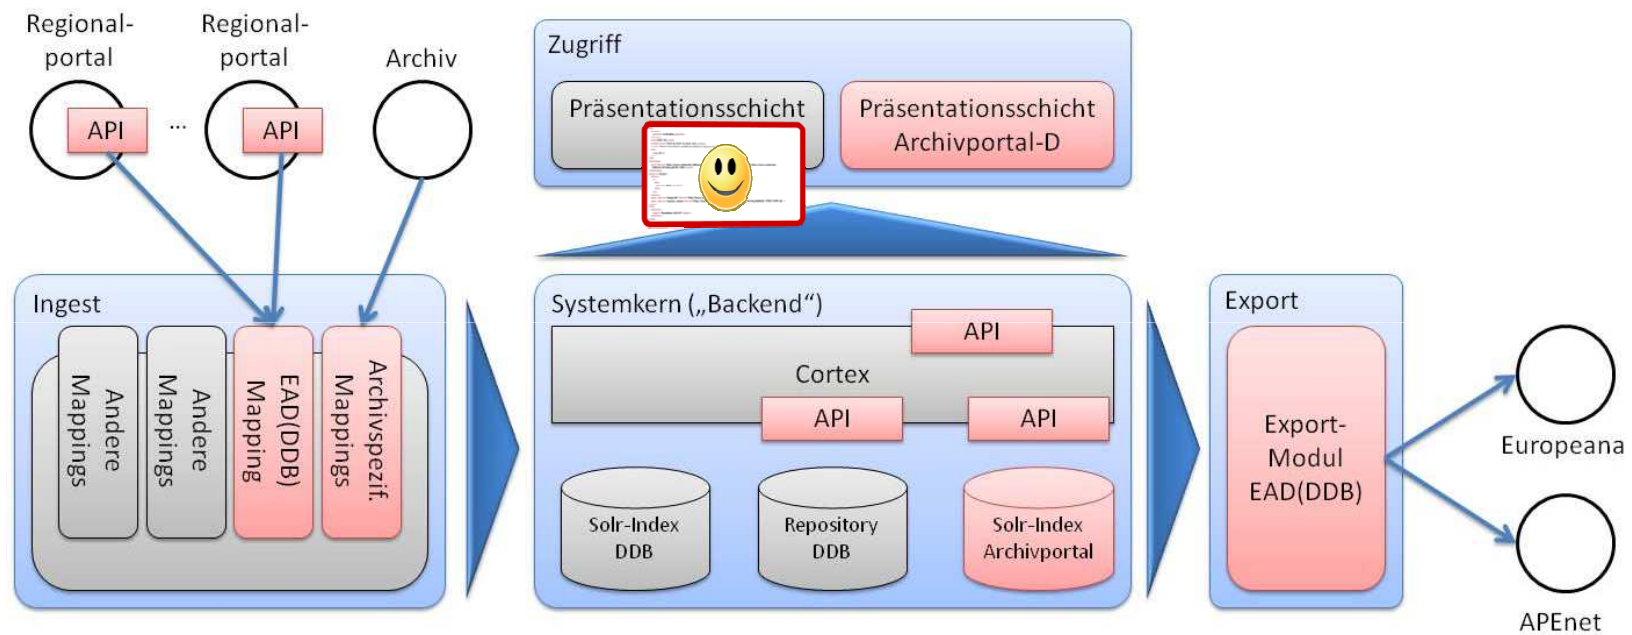 Regional-
portal
Regional-
portal
Archiv
API
...
API
Zugriff
Präsentationsschicht
Präsentationsschicht
Archivportal-D
Ingest
Andere
Mappings
Andere
Mappings
EAD(DDB)
Mapping
Archivspezif.
Mappings
Systemkern („Backend“)
API
Cortex
API
API
Solr-Index
DDB
Repository
DDB
Solr-Index
Archivportal
Export
Export-
Modul
EAD(DDB)
Europeana
APEnet